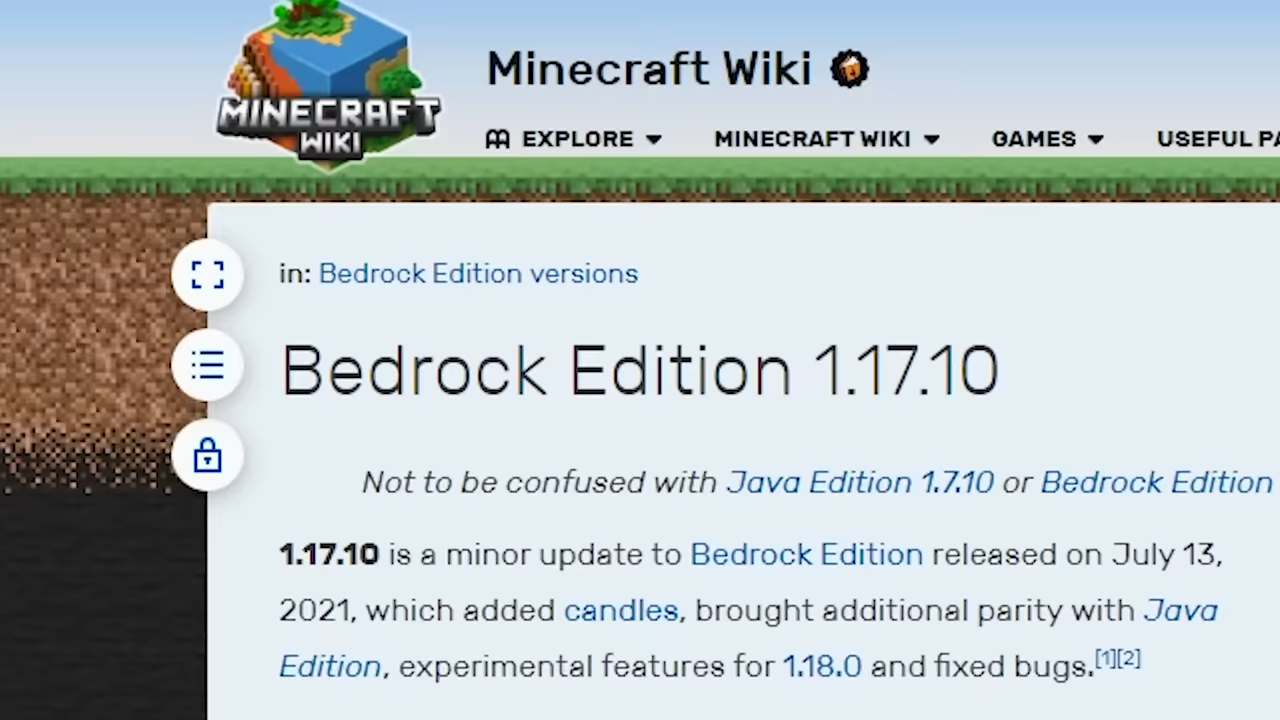 MINECRAFT
WIKI
Minecraft Wiki
EXPLORE MINECRAFT WIKI GAMES USEFUL
in: Bedrock Edition versions
Bedrock Edition 1.17.10
Not to be confused with Java Edition 1.7.10 or Bedrock Edition
1.17.10 is a minor update to Bedrock Edition released on July 13,
2021, which added candles, brought additional parity with Java
Edition, experimental features for 1.18.0 and fixed bugs.[1][2]